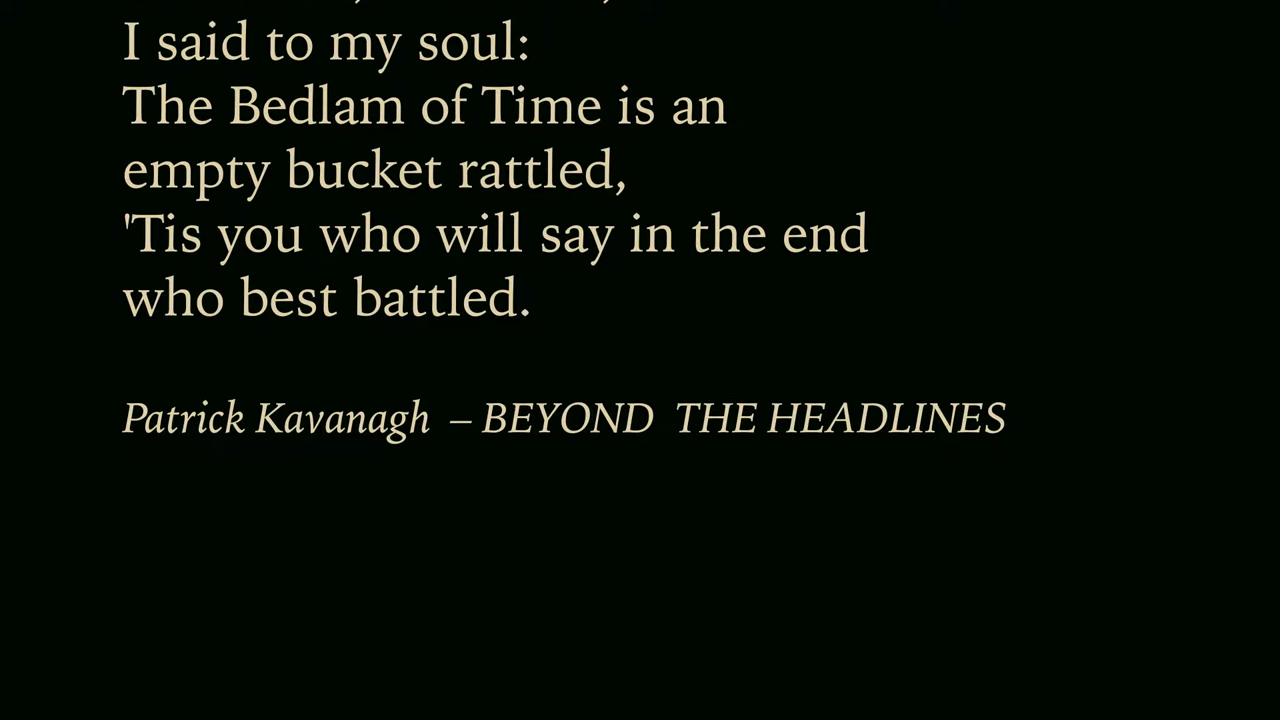 I said to my soul:
The Bedlam of Time is an
empty bucket rattled,
'Tis you who will say in the end
who best battled.
Patrick Kavanagh – BEYOND THE HEADLINES